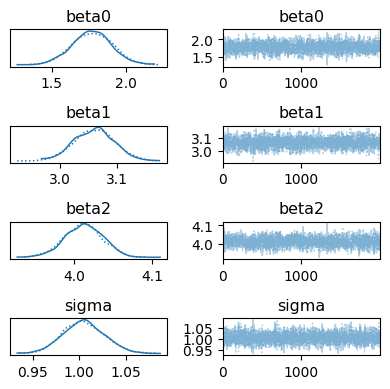 beta0 beta0
2.0
1.5
1.5 2.0 0 1000
beta1 beta1
3.1
3.0
3.0 3.1 0 1000
beta2 beta2
4.1
4.0
4.0 4.1 0 1000
sigma sigma
1.05
1.00
0.95
0.95 1.00 1.05 0 1000